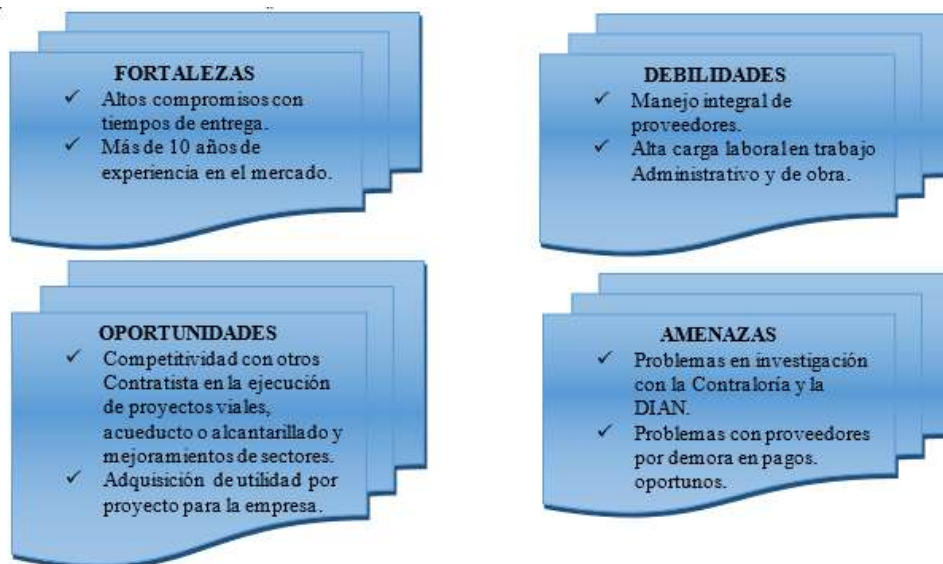 FORTALEZAS
✓ Altos compromisos con
tiempos de entrega.
✓ Más de 10 años de
experiencia en el mercado.
DEBILIDADES
✓ Manejo integral de
proveedores.
✓ Alta carga laboral en trabajo
Administrativo y de obra.
OPORTUNIDADES
✓ Competitividad con otros
Contratista en la ejecución
de proyectos viales,
acueducto o alcantarillado y
mejoramientos de sectores.
✓ Adquisición de utilidad por
proyecto para la empresa.
AMENAZAS
✓ Problemas en investigación
con la Contraloría y la
DIAN.
✓ Problemas con proveedores
por demora en pagos.
oportunos.